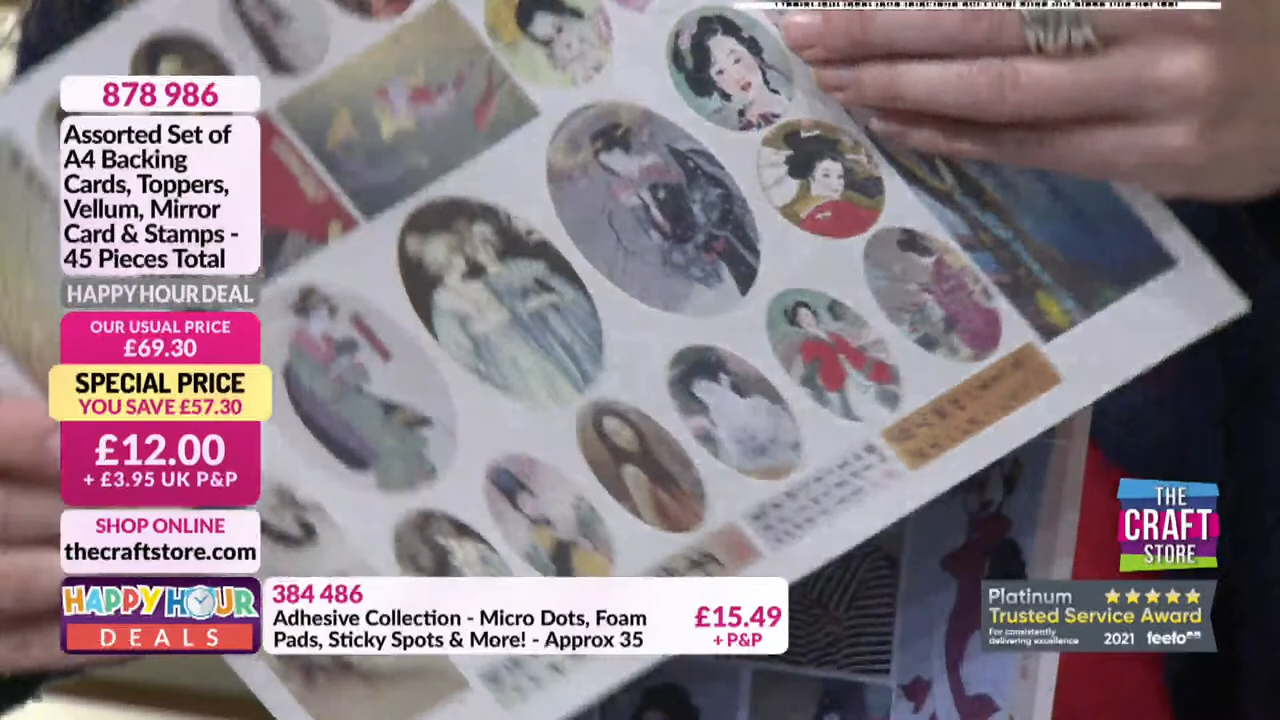 878 986
Assorted Set of
A4 Backing
Cards, Toppers,
Vellum, Mirror
Card & Stamps -
45 Pieces Total
HAPPY HOUR DEAL
OUR USUAL PRICE
£69.30
SPECIAL PRICE
YOU SAVE £57.30
£12.00
+ £3.95 UK P&P
SHOP ONLINE
thecraftstore.com
HAPPY HOUR
DEALS
384 486
Adhesive Collection - Micro Dots, Foam
Pads, Sticky Spots & More! - Approx 35
£15.49
+ P&P
THE
CRAFT
STORE
Platinum
Trusted Service Award
For consistently
delivering excellence
2021 feefo